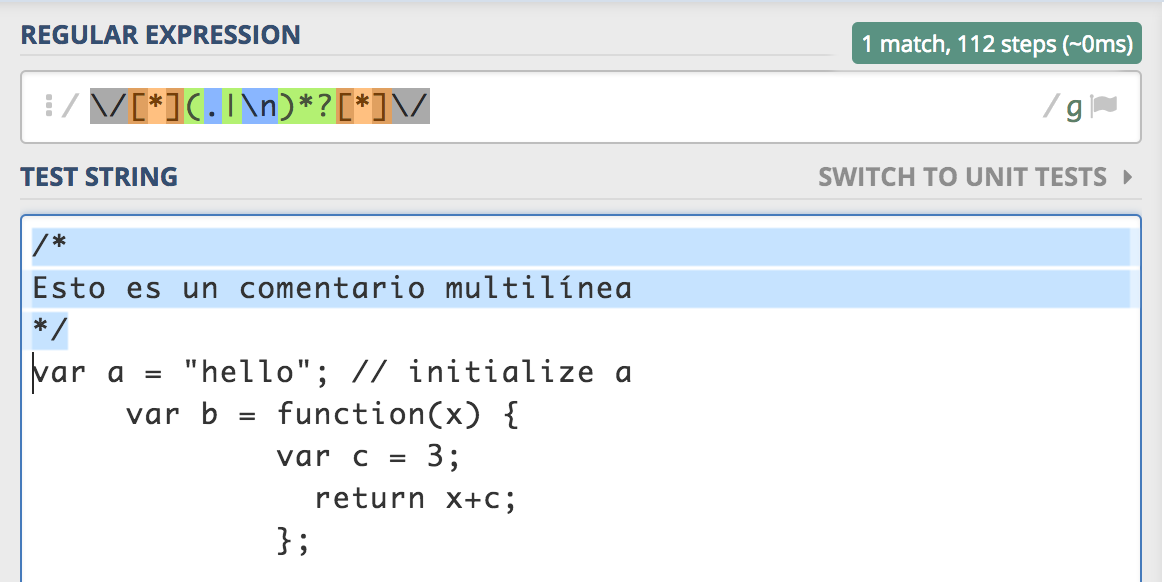 REGULAR EXPRESSION
1 match, 112 steps (~0ms)
/ \/[*](.|\n)*?[*]\/ / g
TEST STRING
SWITCH TO UNIT TESTS
/*
Esto es un comentario multilínea
*/
var a = "hello"; // initialize a
var b = function(x) {
var c = 3;
return x+c;
};